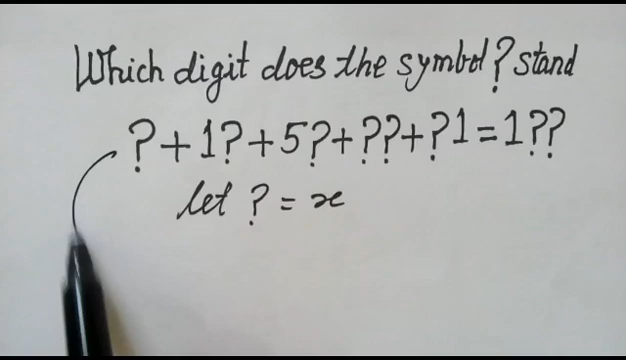 Which digit does the symbol ? stand
? + 1? + 5? + ?? + ?1 = 1??
let ? = x